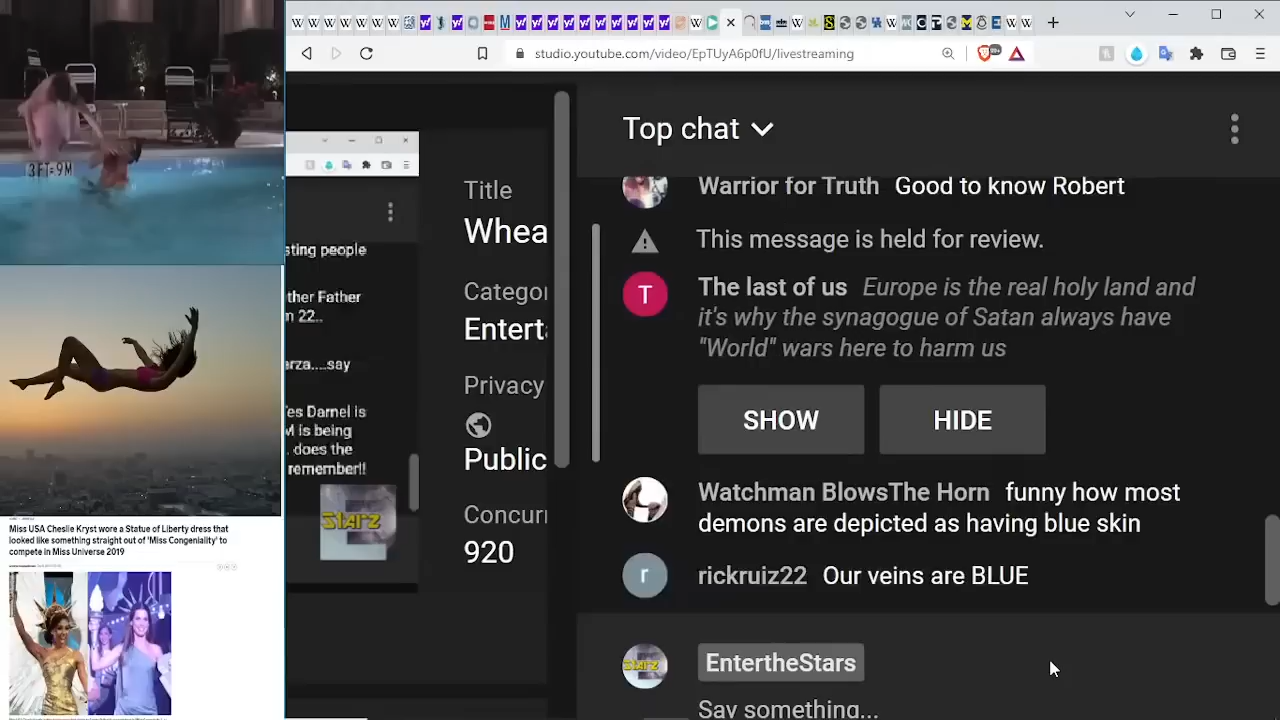 3FT=9M
Miss USA Cheslie Kryst wore a Statue of Liberty dress that
looked like something straight out of 'Miss Congeniality' to
compete in Miss Universe 2019
studio.youtube.com/video/EpTUyA6p0fU/livestreaming
99+
sting people
ther Father
m 22..
arza....say
es Darnel is
is being
does the
remember!!
STARZ
Title
Whea
Categor
Enterta
Privacy
Public
Concurr
920
Top chat
Warrior for Truth Good to know Robert
This message is held for review.
T
The last of us Europe is the real holy land and
it's why the synagogue of Satan always have
"World" wars here to harm us
SHOW
HIDE
Watchman BlowsThe Horn funny how most
demons are depicted as having blue skin
r
rickruiz22 Our veins are BLUE
STARZ
EntertheStars
Say something...